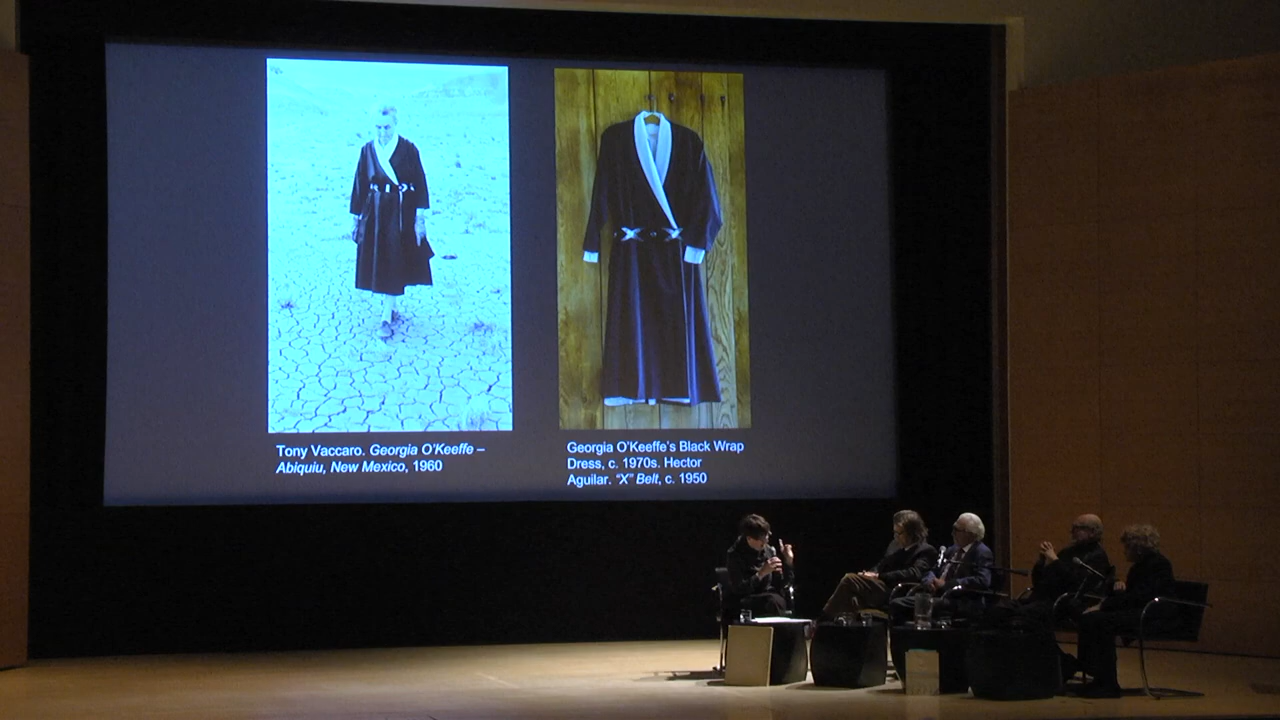 Tony Vaccaro. Georgia O'Keeffe –
Abiquiu, New Mexico, 1960
Georgia O'Keeffe's Black Wrap
Dress, c. 1970s. Hector
Aguilar. "X" Belt, c. 1950